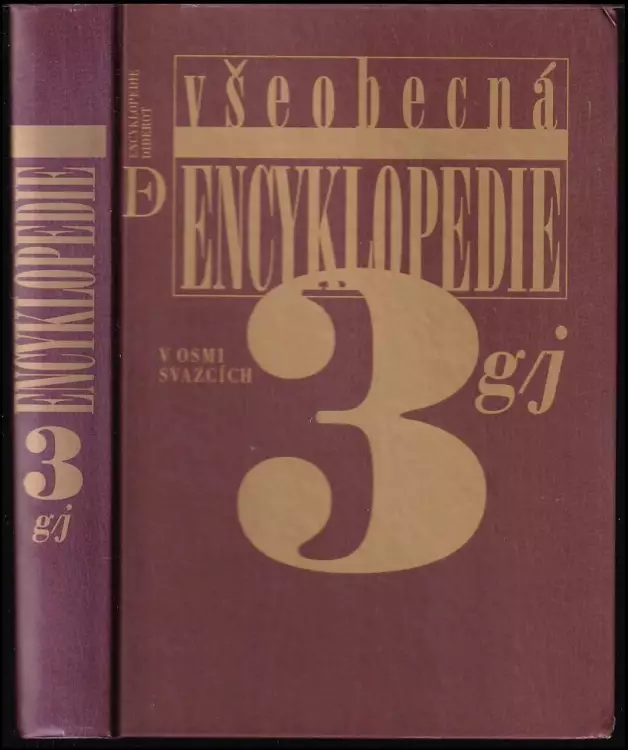 ENCYKLOPEDIE
3
g/j
ENCYKLOPEDIE
DIDEROT
všeobecná
ENCYKLOPEDIE
V OSMI
SVAZCÍCH
3
g/j